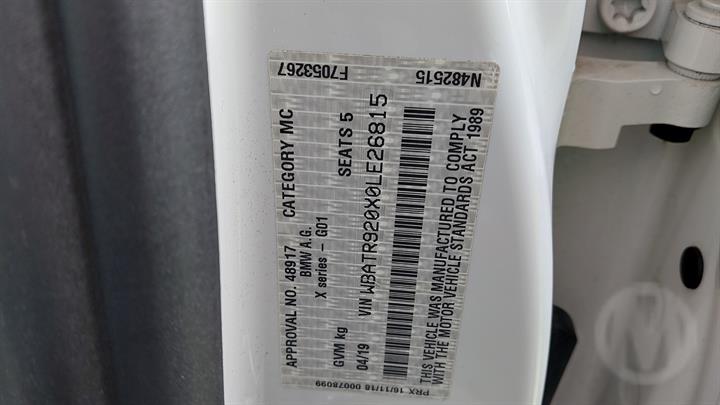 F7053267 N482515
APPROVAL NO. 48917 CATEGORY MC
BMW A.G.
X series - G01 SEATS 5
GVM kg
04/19 VIN WBATR920X0LE26815
THIS VEHICLE WAS MANUFACTURED TO COMPLY
WITH THE MOTOR VEHICLE STANDARDS ACT 1989
PRX 16/11/18 00078099
M